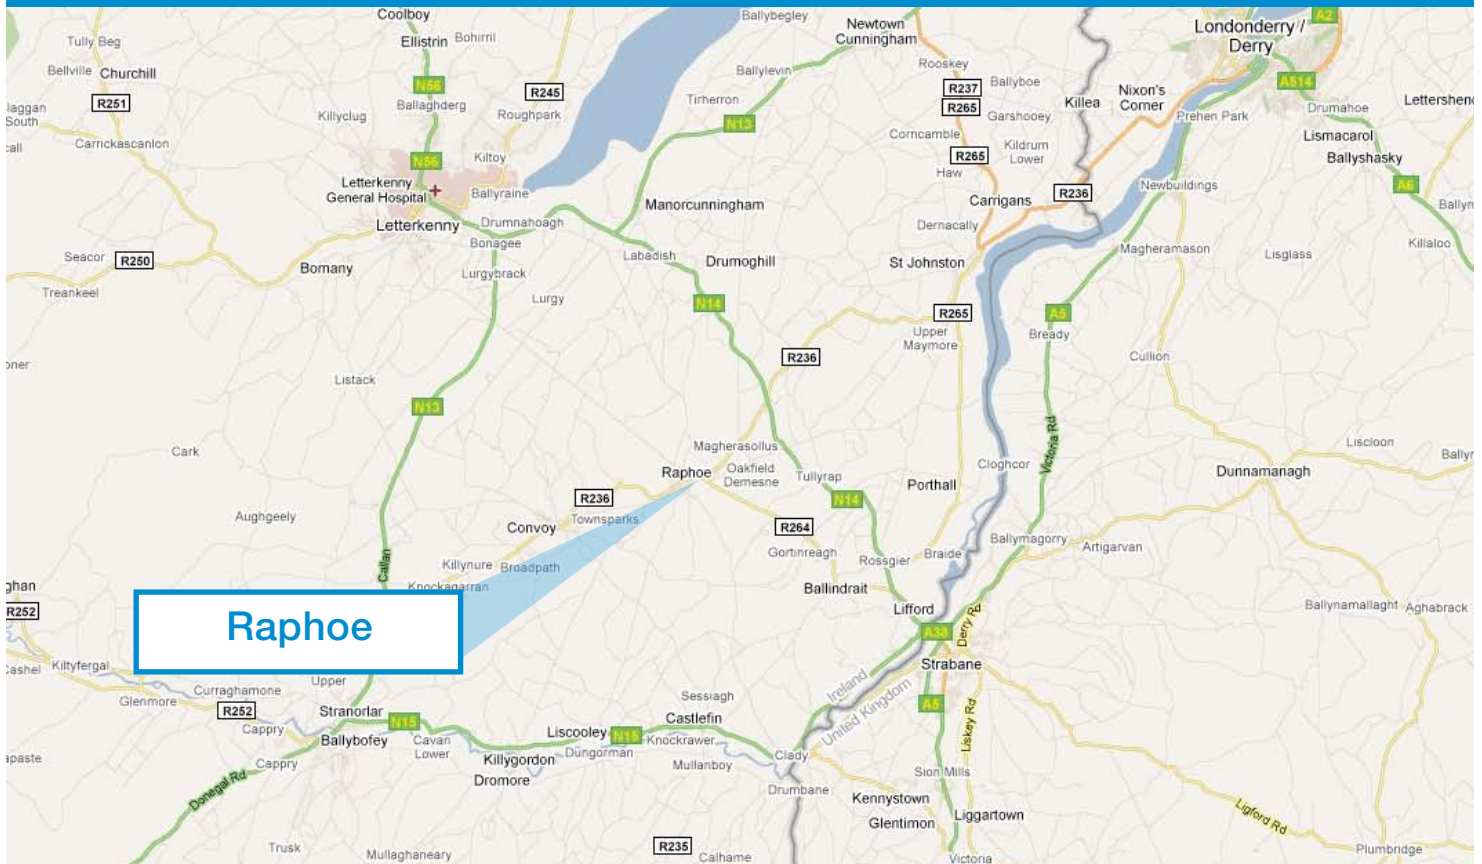 Coolboy
Ballybegley
Newtown
Cunningham
Londonderry /
Derry
A2
Tully Beg
Ellistrin
Bohirril
Bellville
Churchill
N56
R245
Ballylevin
Rooskey
R237
Ballyboe
Nixon's
Corner
A514
R251
Ballaghderg
Roughpark
Tirherron
R265
Garshooey
Killea
Prehen Park
Drumahoe
laggan
South
Killyclug
N13
Corncamble
Lismacarol
Carrickascanlon
Kiltoy
R265
Kildrum
Lower
Ballyshasky
N56
Haw
Letterkenny
General Hospital
Ballyraine
Manorcunningham
Carrigans
R236
Newbuildings
A6
Letterkenny
Drumnahoagh
Dernacally
Bonagee
Magheramason
Lisglass
Killaloo
Seacor
R250
Bomany
Lurgybrack
Labadish
Drumoghill
St Johnston
Treankeel
Lurgy
N14
R265
A5
Upper
Maymore
Bready
R236
Cullion
Listack
N13
Victoria Rd
Magherasollus
Liscloon
Cark
Raphoe
Oakfield
Demesne
Tullyrap
Cloghcor
Dunnamanagh
Porthall
R236
N14
Aughgeely
Convoy
Townsparks
R264
Ballymagorry
Artigarvan
Callan
Killynure
Broadpath
Gortinreagh
Rossgier
Braide
Knockagarran
Ballindrait
R252
Lifford
Derry Rd
Ballynamallaght
Aghabrack
Raphoe
A38
Strabane
Cashel
Kiltyfergal
Upper
Ireland
United Kingdom
Curraghamone
Sessiagh
Glenmore
R252
Stranorlar
N15
Castlefin
A5
Liskey Rd
Cappry
Ballybofey
Cavan
Lower
Liscooley
N15
Knockrawer
Clady
Killygordon
Dungorman
Mullanboy
Cappry
Dromore
Sion Mills
Donegal Rd
Drumbane
Kennystown
Glentimon
Liggartown
Ligford Rd
R235
Trusk
Mullaghaneary
Calhame
Victoria
Plumbridge